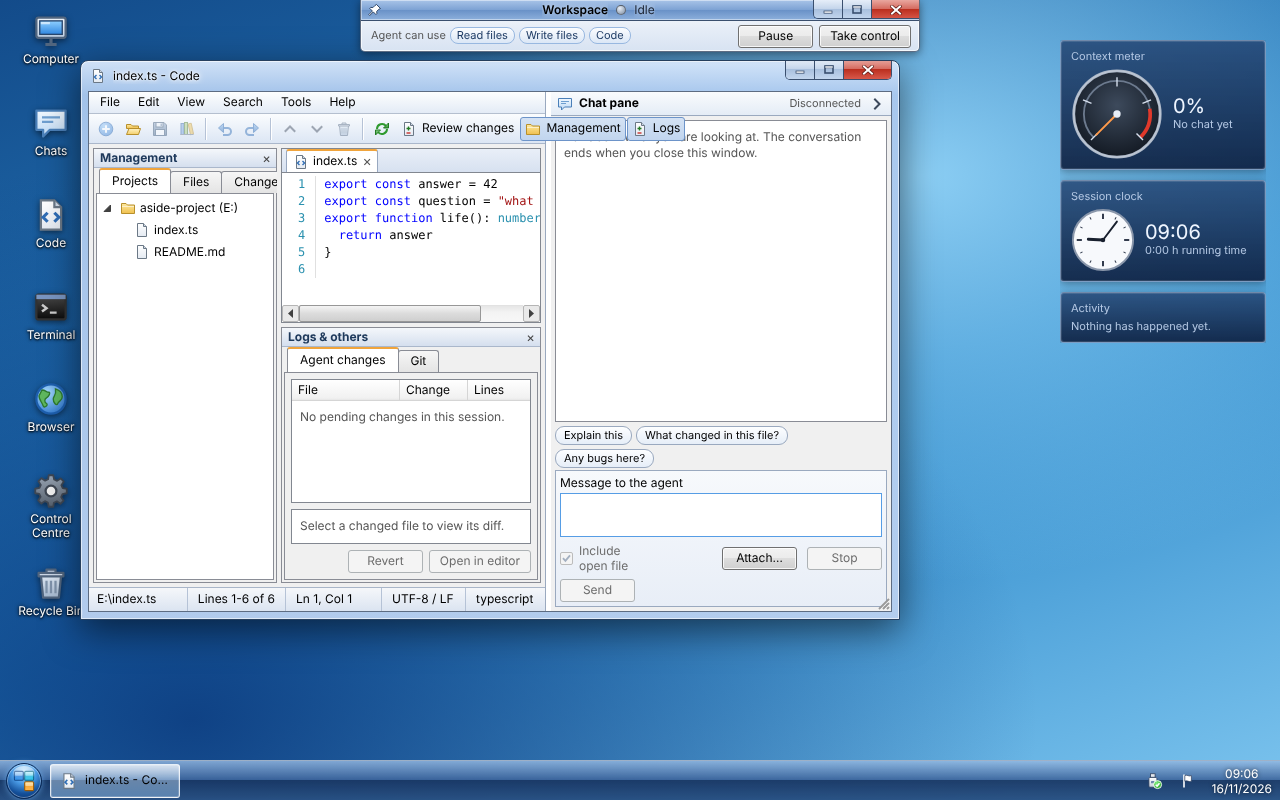 Workspace Idle
Agent can use Read files Write files Code Pause Take control
Computer
Chats
Code
Terminal
Browser
Control
Centre
Recycle Bin
index.ts - Code
File Edit View Search Tools Help
Review changes Management Logs
Management
Projects Files Change
aside-project (E:)
index.ts
README.md
index.ts
1 export const answer = 42
2 export const question = "what
3 export function life(): number
4 return answer
5 }
6
Logs & others
Agent changes Git
File Change Lines
No pending changes in this session.
Select a changed file to view its diff.
Revert Open in editor
E:\index.ts Lines 1-6 of 6 Ln 1, Col 1 UTF-8 / LF typescript
Chat pane Disconnected
looking at. The conversation
ends when you close this window.
Explain this What changed in this file?
Any bugs here?
Message to the agent
Include
open file
Attach... Stop
Send
Context meter
0%
No chat yet
Session clock
09:06
0:00 h running time
Activity
Nothing has happened yet.
index.ts - Co...
09:06
16/11/2026